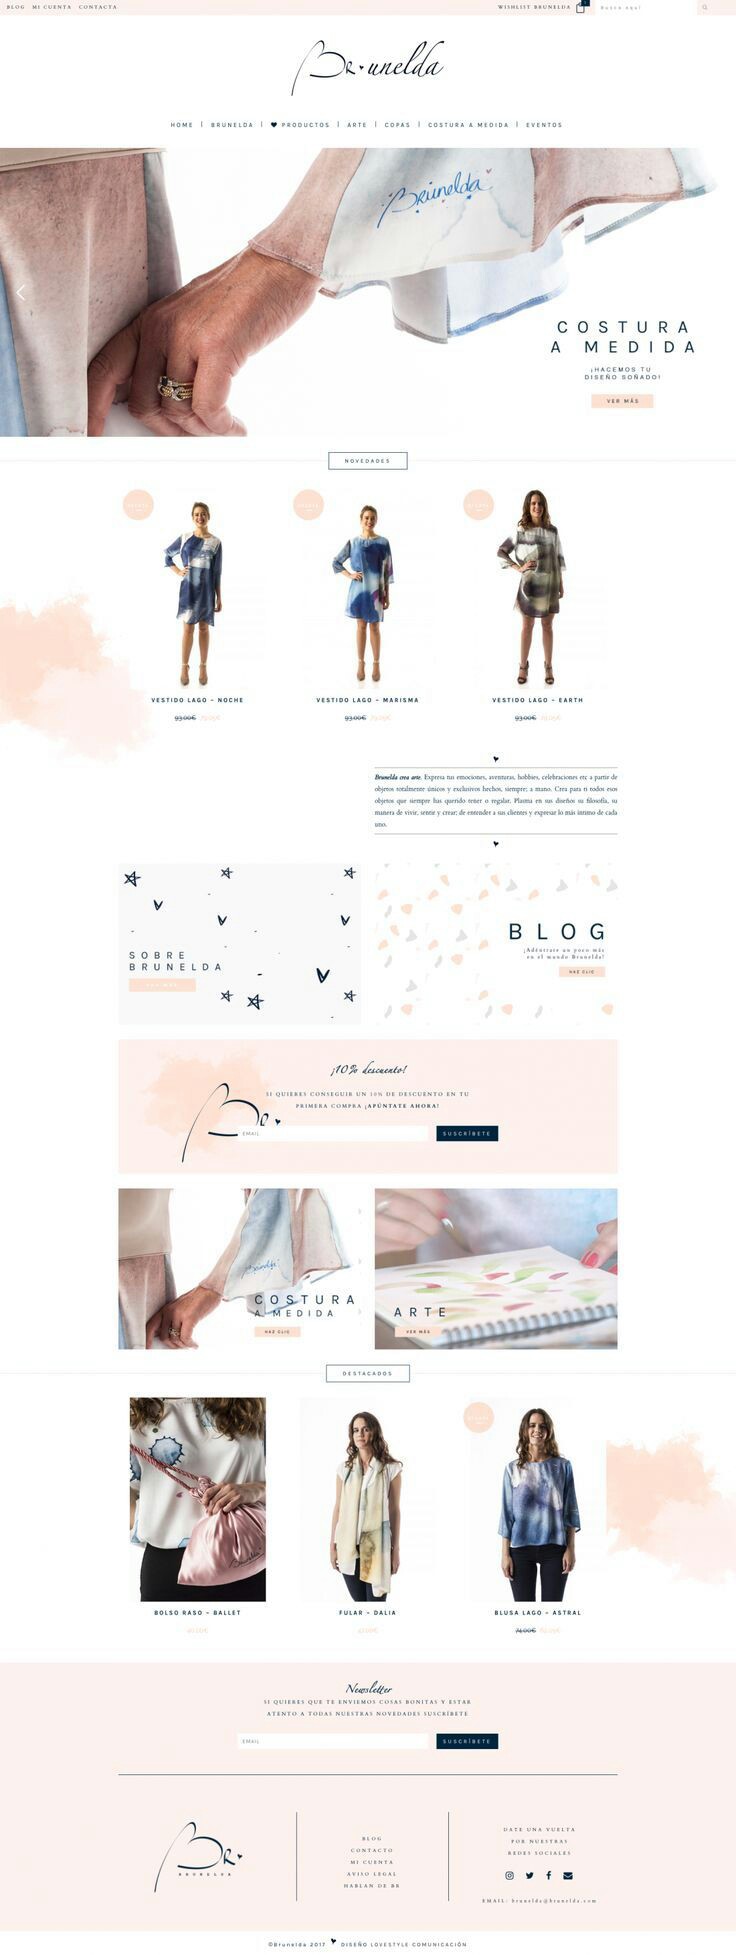 BLOG MI CUENTA CONTACTA
WISHLIST BRUNELDA
Busca aquí
Brunelda
HOME | BRUNELDA | PRODUCTOS | ARTE | COPAS | COSTURA A MEDIDA | EVENTOS
Brunelda
COSTURA
A MEDIDA
¡HACEMOS TU
DISEÑO SOÑADO!
VER MÁS
NOVEDADES
VESTIDO LAGO – NOCHE
93.00€ 79.05€
VESTIDO LAGO – MARISMA
93.00€ 79.05€
VESTIDO LAGO – EARTH
93.00€ 79.05€
Brunelda crea arte. Expresa tus emociones, aventuras, hobbies, celebraciones etc a partir de
objetos totalmente únicos y exclusivos hechos, siempre; a mano. Crea para ti todos esos
objetos que siempre has querido tener o regalar. Plasma en sus diseños su filosofía, su
manera de vivir, sentir y crear; de entender a sus clientes y expresar lo más íntimo de cada
uno.
SOBRE
BRUNELDA
BLOG
¡Adéntrate un poco más
en el mundo Brunelda!
HAZ CLIC
¡10% descuento!
SI QUIERES CONSEGUIR UN 10% DE DESCUENTO EN TU
PRIMERA COMPRA ¡APÚNTATE AHORA!
Br
EMAIL
SUSCRÍBETE
Brunelda
COSTURA
A MEDIDA
HAZ CLIC
ARTE
VER MÁS
DESTACADOS
Brunelda
BOLSO RASO – BALLET
FULAR – DALIA
BLUSA LAGO – ASTRAL
74.00€
Newsletter
SI QUIERES QUE TE ENVIEMOS COSAS BONITAS Y ESTAR
ATENTO A TODAS NUESTRAS NOVEDADES SUSCRÍBETE
EMAIL
SUSCRÍBETE
Br
BRUNELDA
BLOG
CONTACTO
MI CUENTA
AVISO LEGAL
HABLAN DE BR
DATE UNA VUELTA
POR NUESTRAS
REDES SOCIALES
EMAIL: brunelda@brunelda.com
©Brunelda 2017 DISEÑO LOVESTYLE COMUNICACIÓN